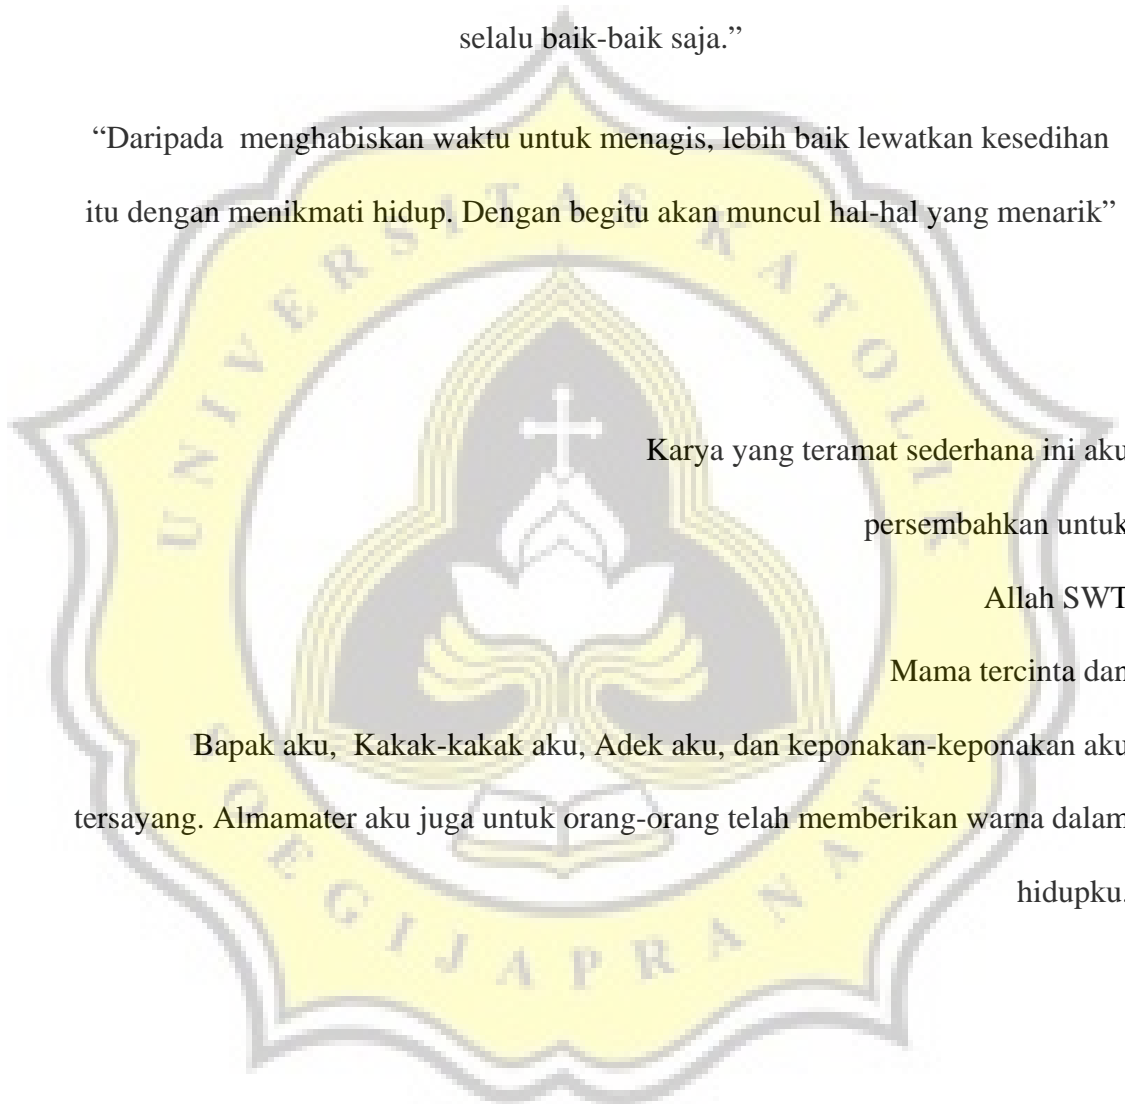 selalu baik-baik saja.”
“Daripada  menghabiskan waktu untuk menagis, lebih baik lewatkan kesedihan
itu dengan menikmati hidup. Dengan begitu akan muncul hal-hal yang menarik”
UNIVERSITAS KATOLIK
Karya yang teramat sederhana ini aku
persembahkan untuk
Allah SWT
Mama tercinta dan
Bapak aku,  Kakak-kakak aku, Adek aku, dan keponakan-keponakan aku
tersayang. Almamater aku juga untuk orang-orang telah memberikan warna dalam
hidupku.
SOEGIJAPRANATA